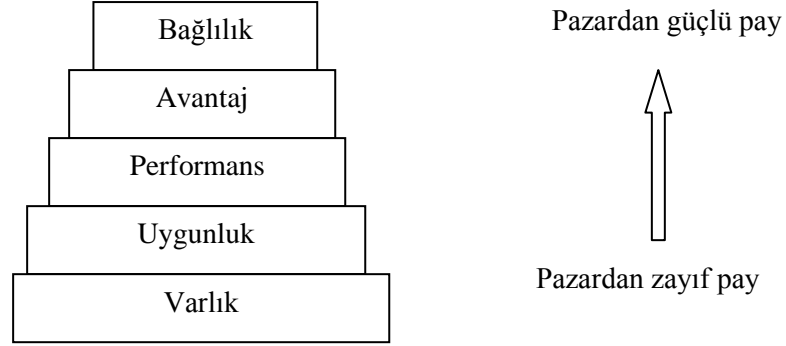 Bağlılık
Pazardan güçlü pay
Avantaj
Performans
Uygunluk
Pazardan zayıf pay
Varlık